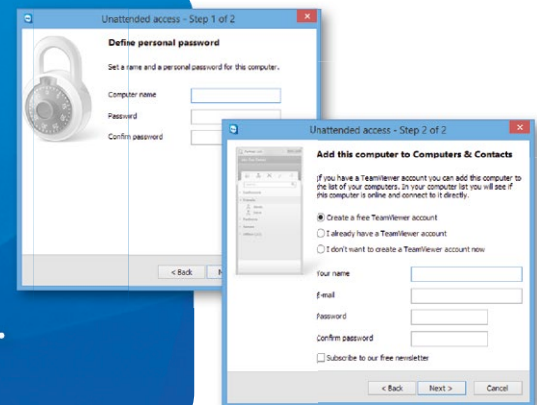 Unattended access - Step 1 of 2
Define personal password
Set a name and a personal password for this computer.
Computer name
Password
Confirm password
< Back
Unattended access - Step 2 of 2
Add this computer to Computers & Contacts
If you have a TeamViewer account you can add this computer to
the list of your computers. In your computer list you will see if
this computer is online and connect to it directly.
Create a free TeamViewer account
I already have a TeamViewer account
I don't want to create a TeamViewer account now
Your name
E-mail
Password
Confirm password
Subscribe to our free newsletter
< Back
Next >
Cancel